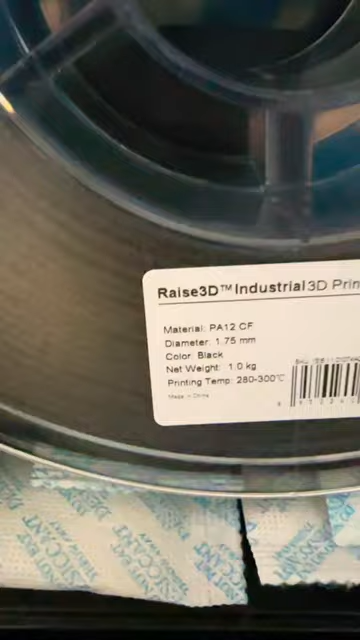 Raise3D™ Industrial 3D Prin
Material: PA12 CF
Diameter: 1.75 mm
Color: Black
Net Weight: 1.0 kg
Printing Temp: 280-300℃
Made in China
DESICCANT